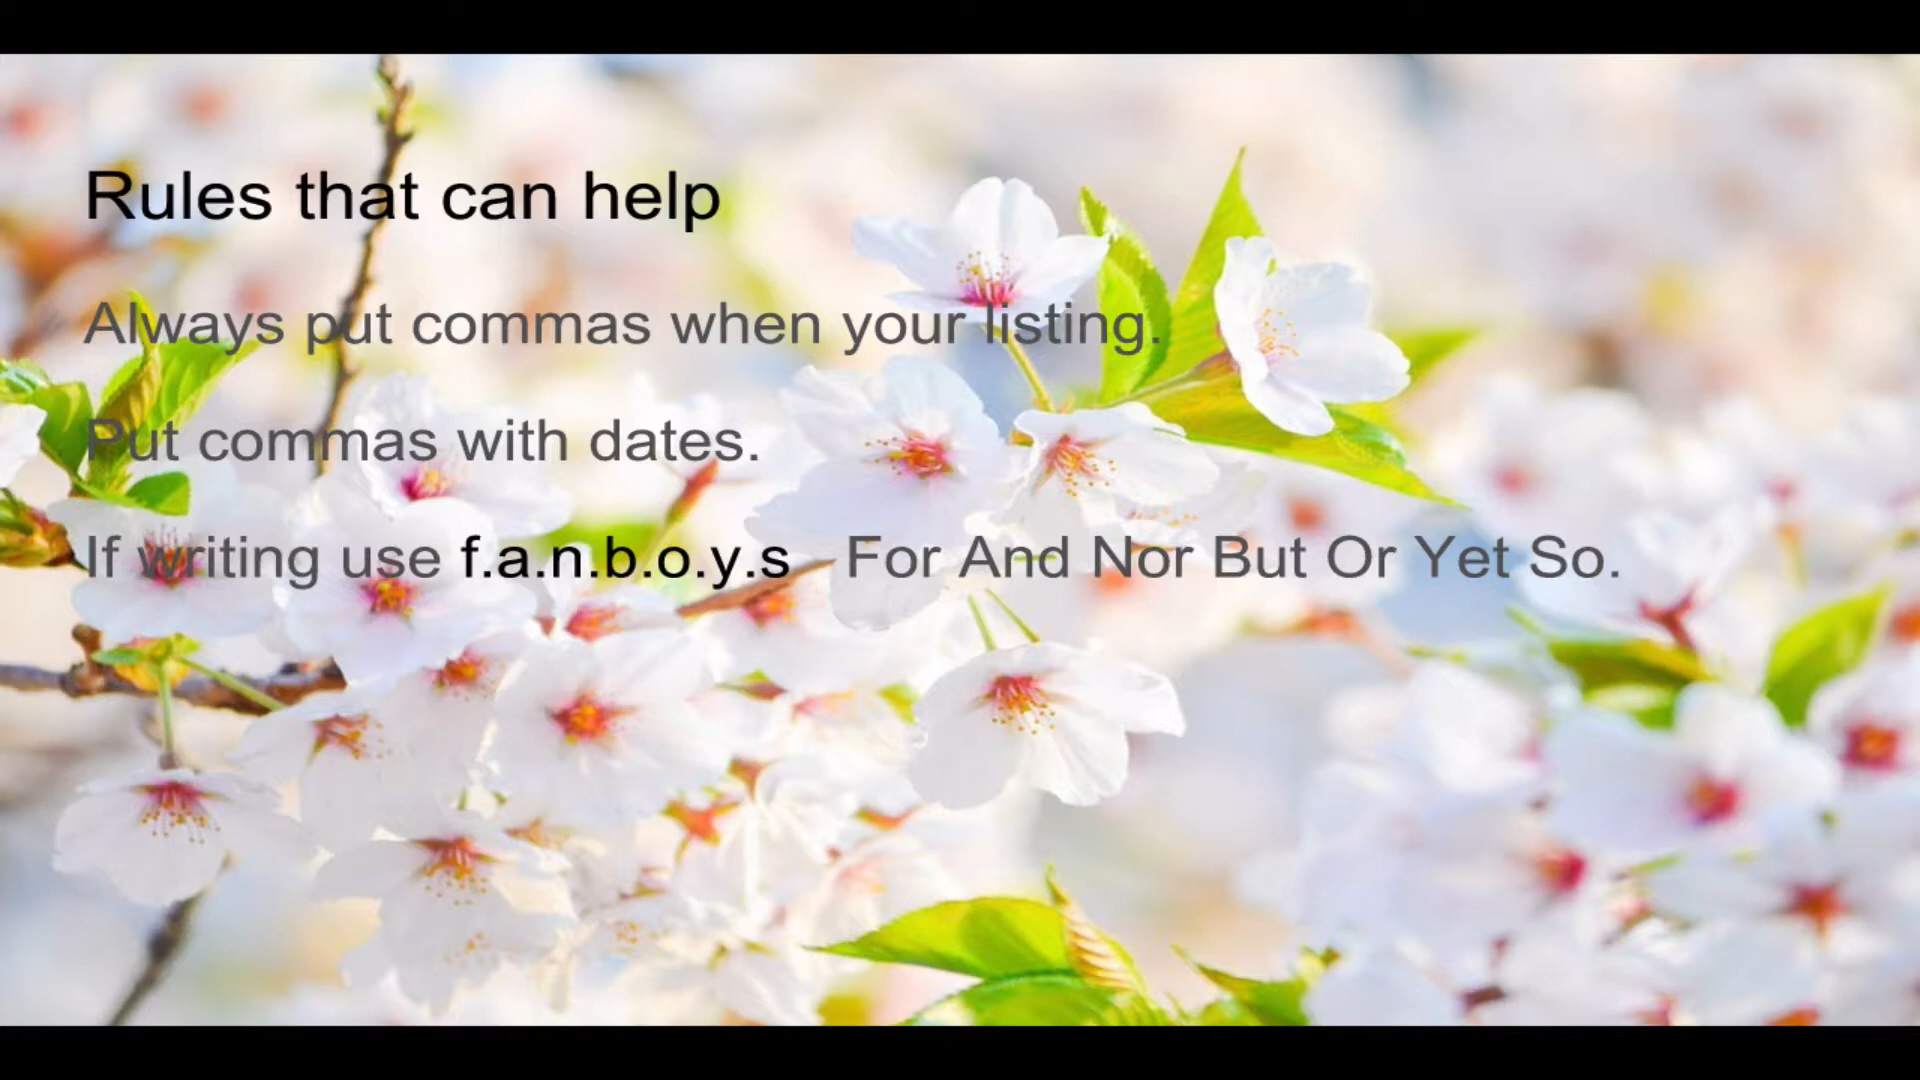 Rules that can help
Always put commas when your listing.
Put commas with dates.
If writing use f.a.n.b.o.y.s   For And Nor But Or Yet So.